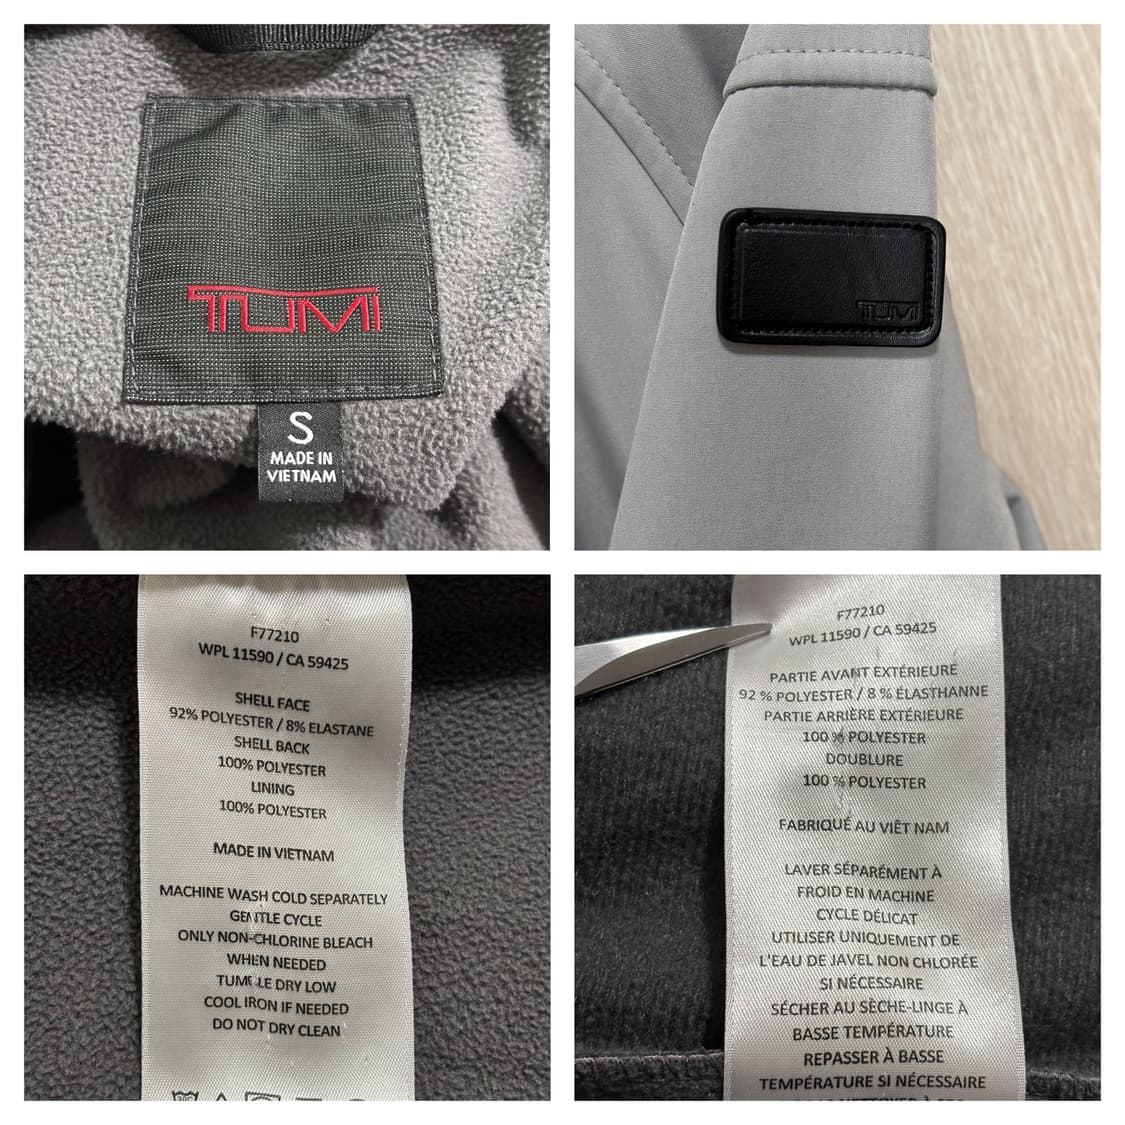 TUMI
S
MADE IN
VIETNAM
TUMI
F77210
WPL 11590 / CA 59425
SHELL FACE
92% POLYESTER / 8% ELASTANE
SHELL BACK
100% POLYESTER
LINING
100% POLYESTER
MADE IN VIETNAM
MACHINE WASH COLD SEPARATELY
GENTLE CYCLE
ONLY NON-CHLORINE BLEACH
WHEN NEEDED
TUMBLE DRY LOW
COOL IRON IF NEEDED
DO NOT DRY CLEAN
F77210
WPL 11590 / CA 59425
PARTIE AVANT EXTÉRIEURE
92 % POLYESTER / 8 % ÉLASTHANNE
PARTIE ARRIÈRE EXTÉRIEURE
100 % POLYESTER
DOUBLURE
100 % POLYESTER
FABRIQUÉ AU VIÊT NAM
LAVER SÉPARÉMENT À
FROID EN MACHINE
CYCLE DÉLICAT
UTILISER UNIQUEMENT DE
L'EAU DE JAVEL NON CHLORÉE
SI NÉCESSAIRE
SÉCHER AU SÈCHE-LINGE À
BASSE TEMPÉRATURE
REPASSER À BASSE
TEMPÉRATURE SI NÉCESSAIRE